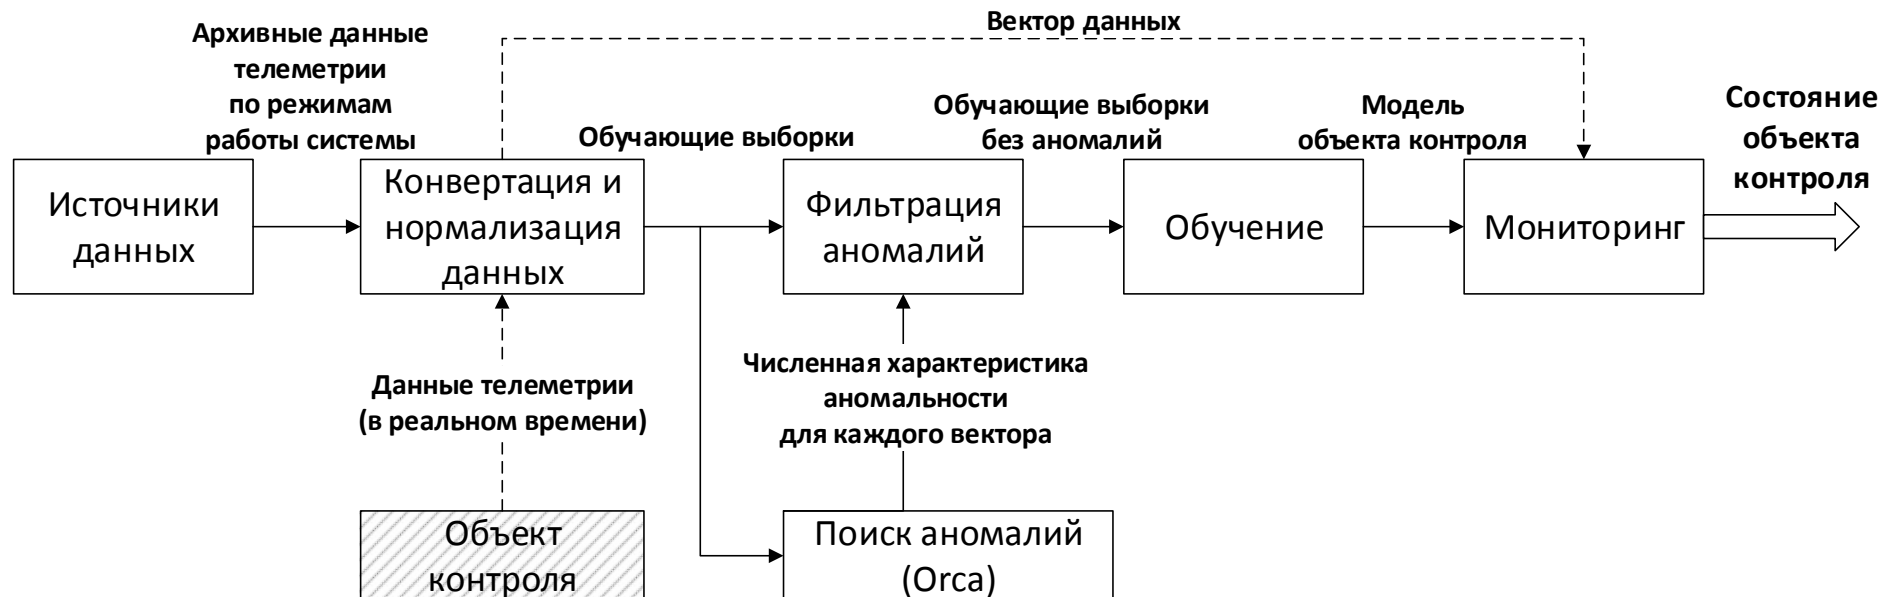 Вектор данных
Архивные данные
телеметрии
по режимам
работы системы
Обучающие выборки
Обучающие выборки
без аномалий
Модель
объекта контроля
Состояние
объекта
контроля
Источники
данных
Конвертация и
нормализация
данных
Фильтрация
аномалий
Обучение
Мониторинг
Данные телеметрии
(в реальном времени)
Численная характеристика
аномальности
для каждого вектора
Объект
контроля
Поиск аномалий
(Orca)